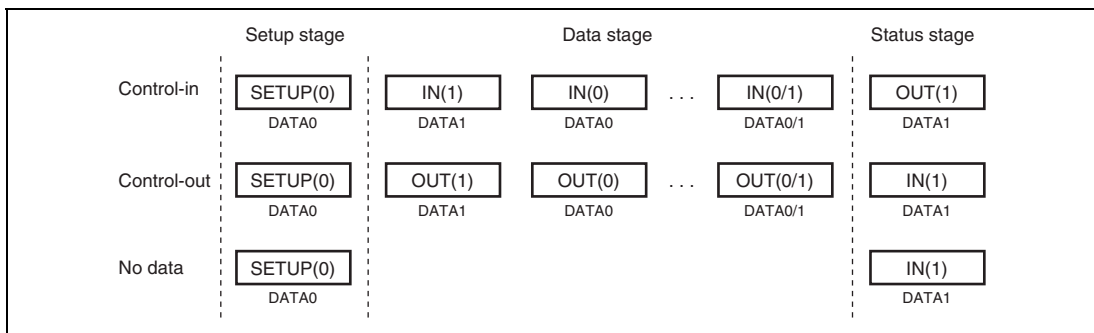 Setup stage Data stage Status stage
Control-in SETUP(0) IN(1) IN(0) . . . IN(0/1) OUT(1)
DATA0 DATA1 DATA0 DATA0/1 DATA1
Control-out SETUP(0) OUT(1) OUT(0) . . . OUT(0/1) IN(1)
DATA0 DATA1 DATA0 DATA0/1 DATA1
No data SETUP(0) IN(1)
DATA0 DATA1